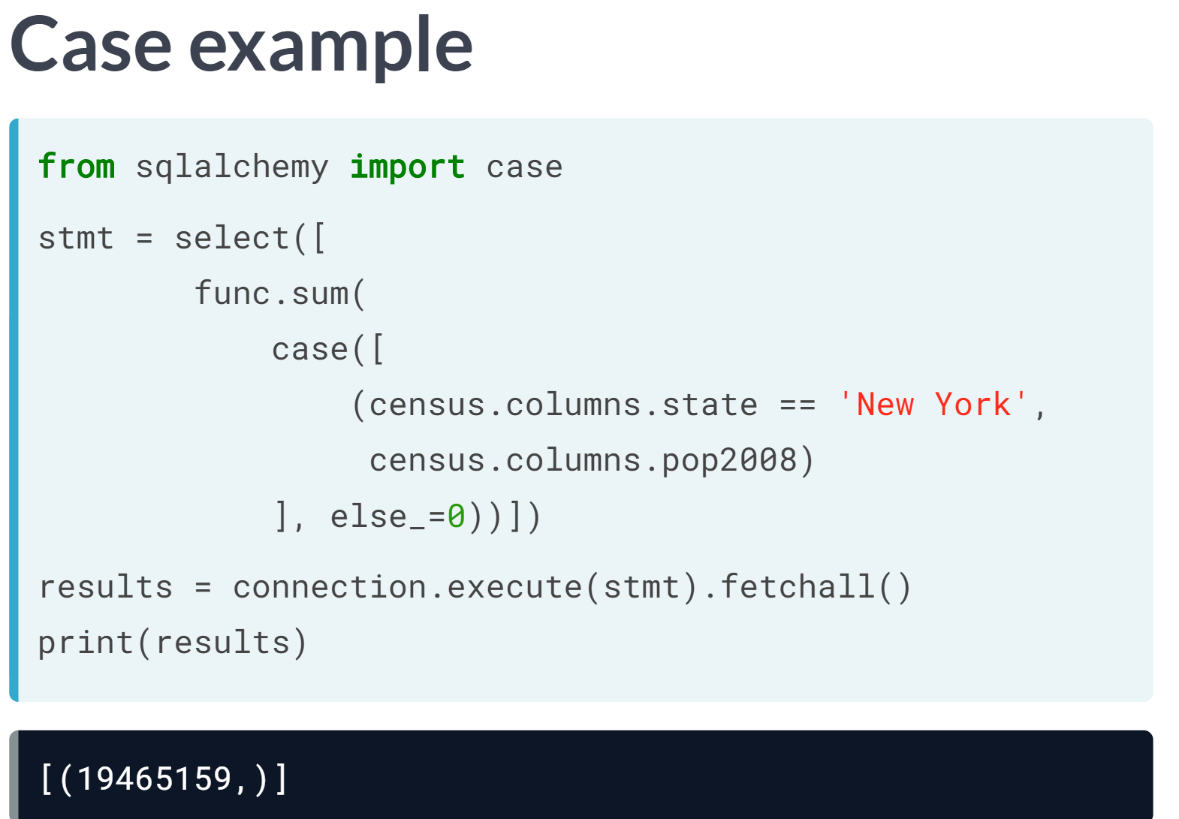 Case example
from sqlalchemy import case
stmt = select([
        func.sum(
            case([
                (census.columns.state == 'New York',
                 census.columns.pop2008)
            ], else_=0))])
results = connection.execute(stmt).fetchall()
print(results)
[(19465159,)]